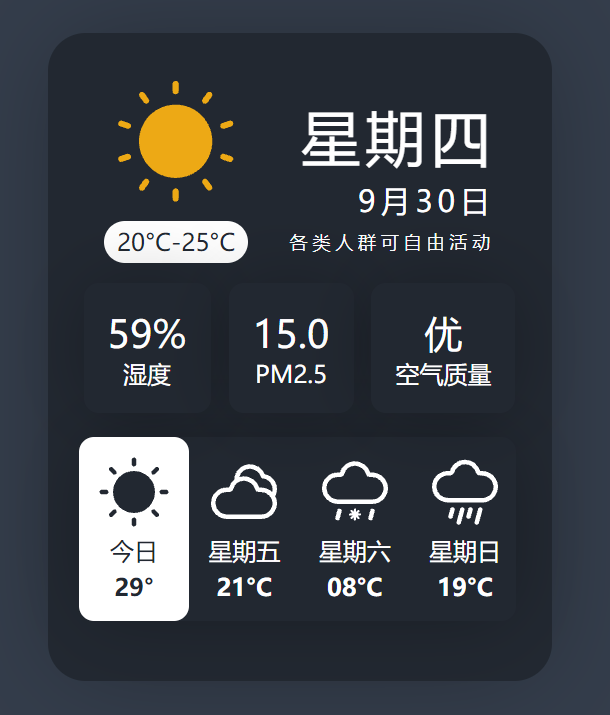 星期四
9月30日
20°C-25°C
各类人群可自由活动
59%
湿度
15.0
PM2.5
优
空气质量
今日
29°
星期五
21°C
星期六
08°C
星期日
19°C